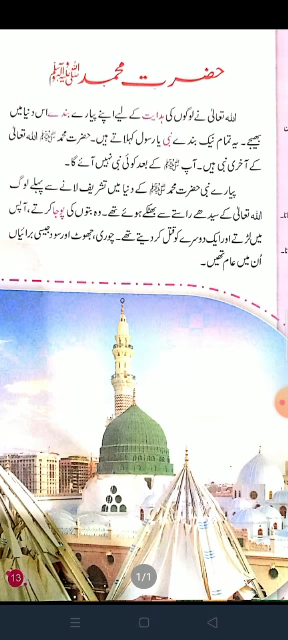 حضرت محمد ﷺ
اللہ تعالیٰ نے لوگوں کی ہدایت کے لیے اپنے پیارے بندے اس دنیا میں
بھیجے۔ یہ تمام نیک بندے نبی یا رسول کہلاتے ہیں۔ حضرت محمد ﷺ اللہ تعالیٰ
کے آخری نبی ہیں۔ آپ ﷺ کے بعد کوئی نبی نہیں آئے گا۔
پیارے نبی حضرت محمد ﷺ کے دنیا میں تشریف لانے سے پہلے لوگ
اللہ تعالیٰ کے سیدھے راستے سے بھٹکے ہوئے تھے۔ وہ بتوں کی پوجا کرتے، آپس
میں لڑتے اور ایک دوسرے کو قتل کر دیتے تھے۔ چوری، جھوٹ اور سود جیسی برائیاں
اُن میں عام تھیں۔
13
1/1